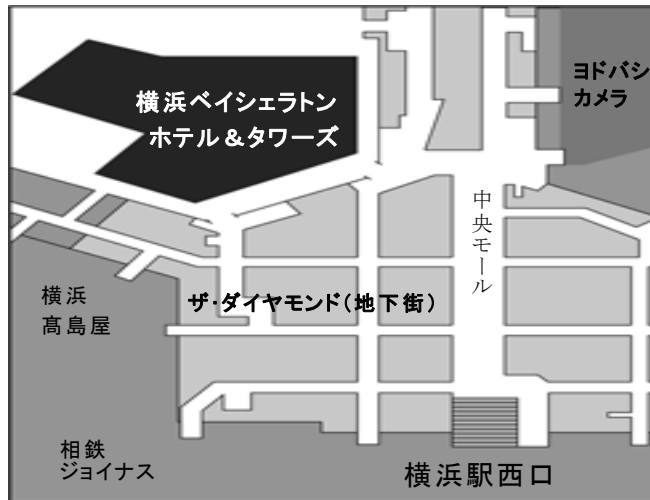 横浜ベイシェラトン
ホテル＆タワーズ
ヨドバシ
カメラ
中央モール
ザ・ダイヤモンド（地下街）
横浜
髙島屋
相鉄
ジョイナス
横浜駅西口